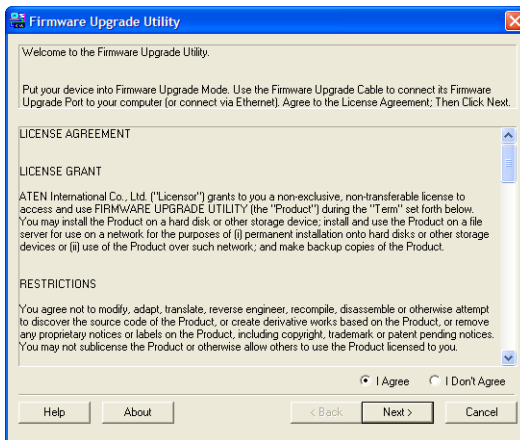 Firmware Upgrade Utility
Welcome to the Firmware Upgrade Utility.
Put your device into Firmware Upgrade Mode. Use the Firmware Upgrade Cable to connect its Firmware
Upgrade Port to your computer (or connect via Ethernet). Agree to the License Agreement; Then Click Next.
LICENSE AGREEMENT
LICENSE GRANT
ATEN International Co., Ltd. ("Licensor") grants to you a non-exclusive, non-transferable license to
access and use FIRMWARE UPGRADE UTILITY (the "Product") during the "Term" set forth below.
You may install the Product on a hard disk or other storage device; install and use the Product on a file
server for use on a network for the purposes of (i) permanent installation onto hard disks or other storage
devices or (ii) use of the Product over such network; and make backup copies of the Product.
RESTRICTIONS
You agree not to modify, adapt, translate, reverse engineer, recompile, disassemble or otherwise attempt
to discover the source code of the Product, or create derivative works based on the Product, or remove
any proprietary notices or labels on the Product, including copyright, trademark or patent pending notices.
You may not sublicense the Product or otherwise allow others to use the Product licensed to you.
I Agree I Don't Agree
Help About < Back Next > Cancel